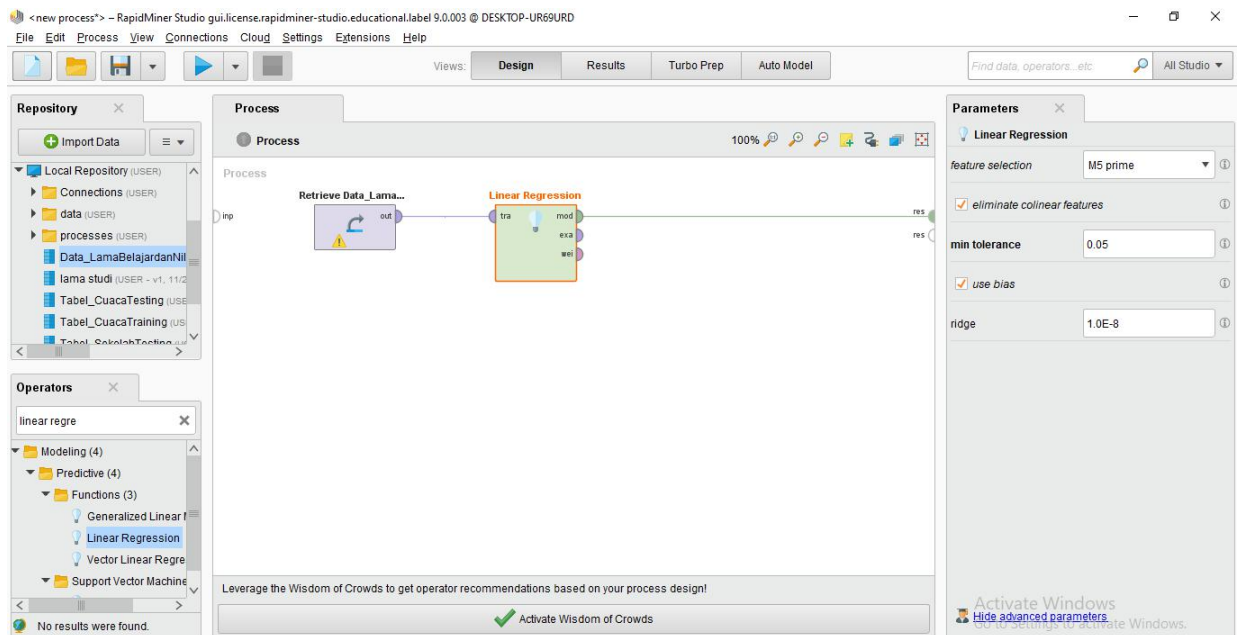 <new process*> – RapidMiner Studio gui.license.rapidminer-studio.educational.label 9.0.003 @ DESKTOP-UR69URD
File Edit Process View Connections Cloud Settings Extensions Help
Views: Design Results Turbo Prep Auto Model
Find data, operators...etc
All Studio
Repository
Import Data
Local Repository (USER)
Connections (USER)
data (USER)
processes (USER)
Data_LamaBelajardanNil
lama studi (USER - v1, 11/2
Tabel_CuacaTesting (USE
Tabel_CuacaTraining (US
Tabel_SekolahTesting
Operators
linear regre
Modeling (4)
Predictive (4)
Functions (3)
Generalized Linear
Linear Regression
Vector Linear Regre
Support Vector Machine
No results were found.
Process
Process
100%
Process
Retrieve Data_Lama...
Linear Regression
inp
out
tra
mod
exa
wei
res
res
Leverage the Wisdom of Crowds to get operator recommendations based on your process design!
Activate Wisdom of Crowds
Parameters
Linear Regression
feature selection M5 prime
eliminate colinear features
min tolerance 0.05
use bias
ridge 1.0E-8
Activate Windows
Hide advanced parameters
Go to Settings to activate Windows.